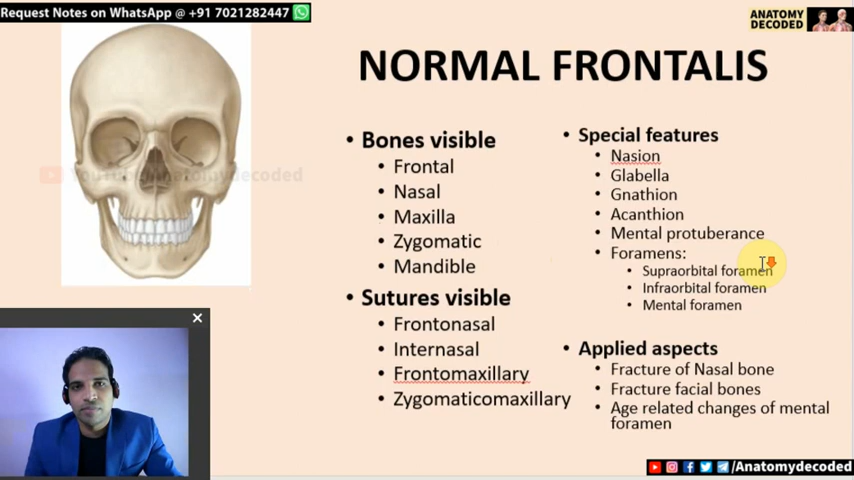 Request Notes on WhatsApp @ +91 7021282447
ANATOMY
DECODED
NORMAL FRONTALIS
• Bones visible
• Frontal
• Nasal
• Maxilla
• Zygomatic
• Mandible
• Sutures visible
• Frontonasal
• Internasal
• Frontomaxillary
• Zygomaticomaxillary
• Special features
• Nasion
• Glabella
• Gnathion
• Acanthion
• Mental protuberance
• Foramens:
• Supraorbital foramen
• Infraorbital foramen
• Mental foramen
• Applied aspects
• Fracture of Nasal bone
• Fracture facial bones
• Age related changes of mental
foramen
YouTube/Anatomydecoded
/Anatomydecoded